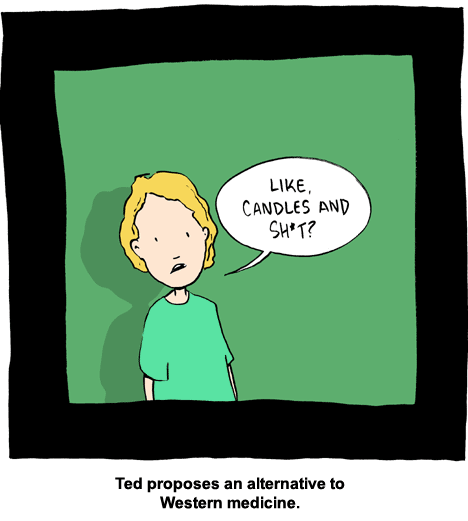 LIKE,
CANDLES AND
SH*T?
Ted proposes an alternative to
Western medicine.